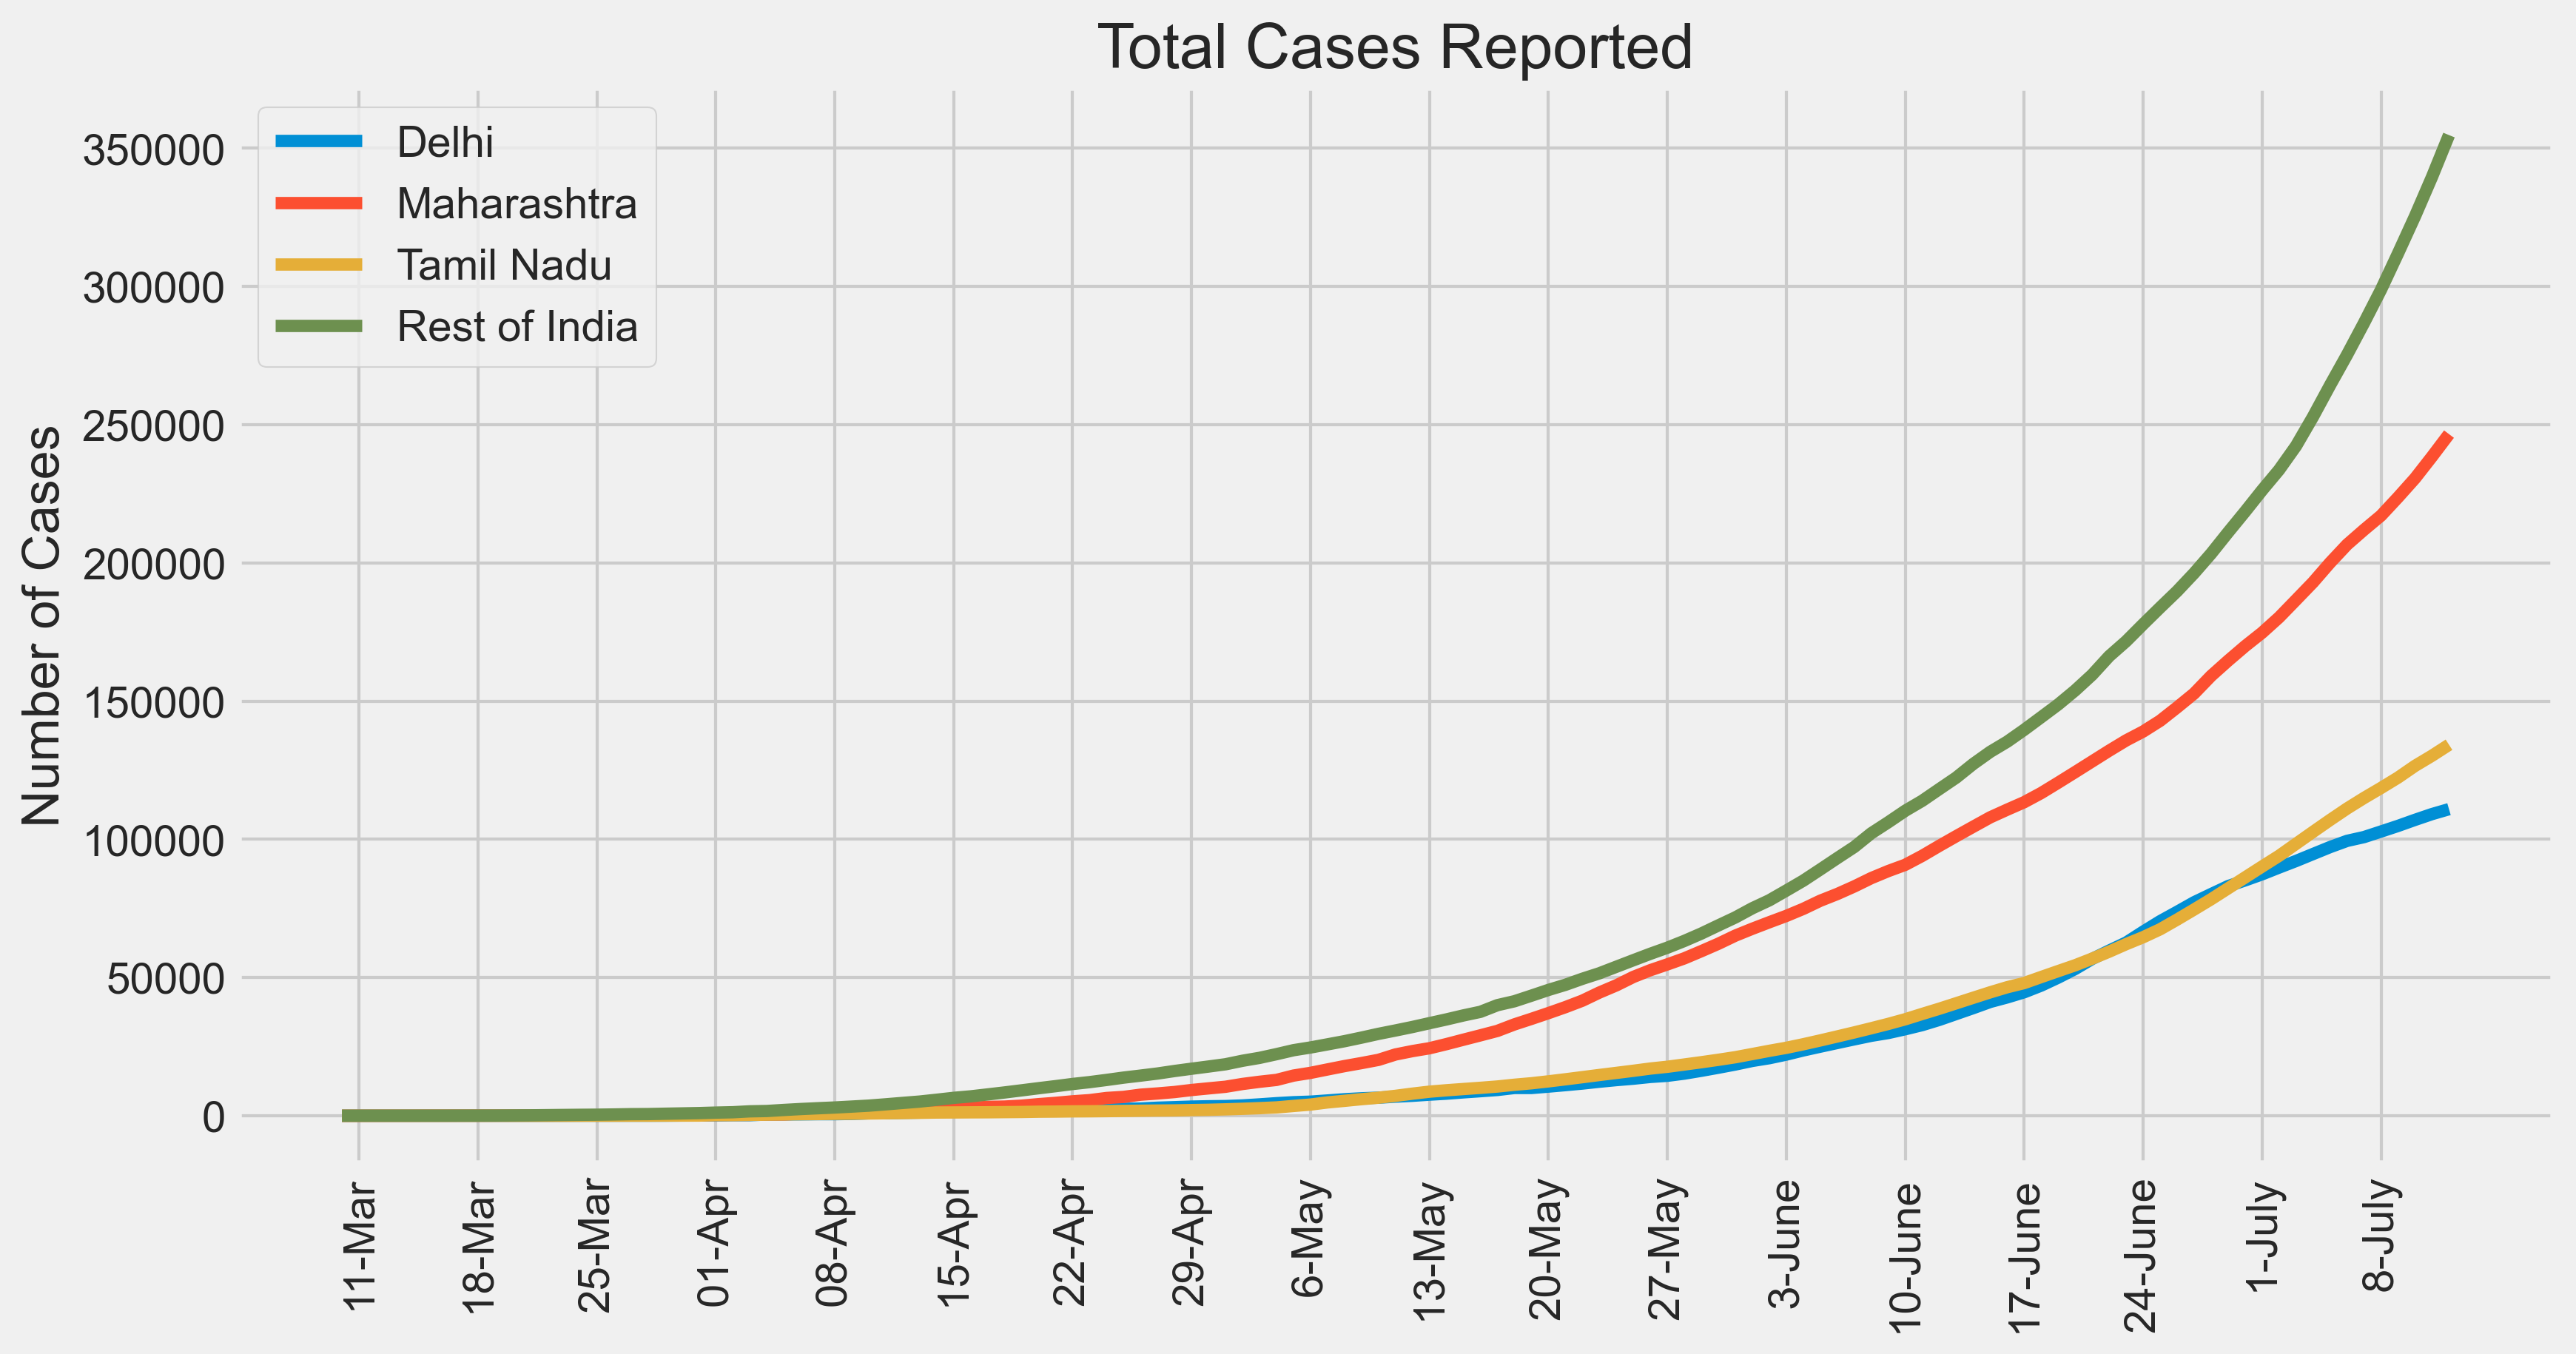 Total Cases Reported
Delhi
Maharashtra
Tamil Nadu
Rest of India
Number of Cases
350000
300000
250000
200000
150000
100000
50000
0
11-Mar
18-Mar
25-Mar
01-Apr
08-Apr
15-Apr
22-Apr
29-Apr
6-May
13-May
20-May
27-May
3-June
10-June
17-June
24-June
1-July
8-July